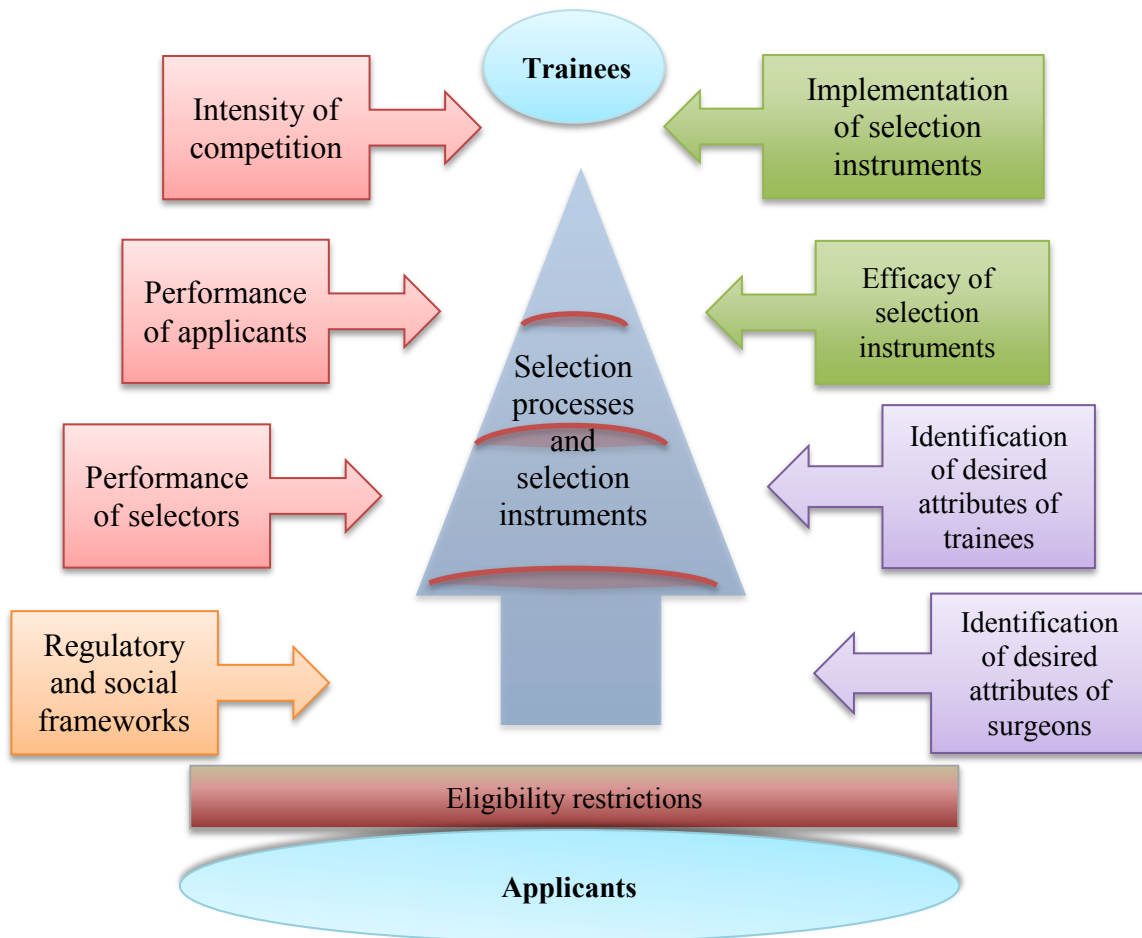 Trainees
Intensity of
competition
Implementation
of selection
instruments
Performance
of applicants
Efficacy of
selection
instruments
Selection
processes
and
selection
instruments
Performance
of selectors
Identification
of desired
attributes of
trainees
Regulatory
and social
frameworks
Identification
of desired
attributes of
surgeons
Eligibility restrictions
Applicants